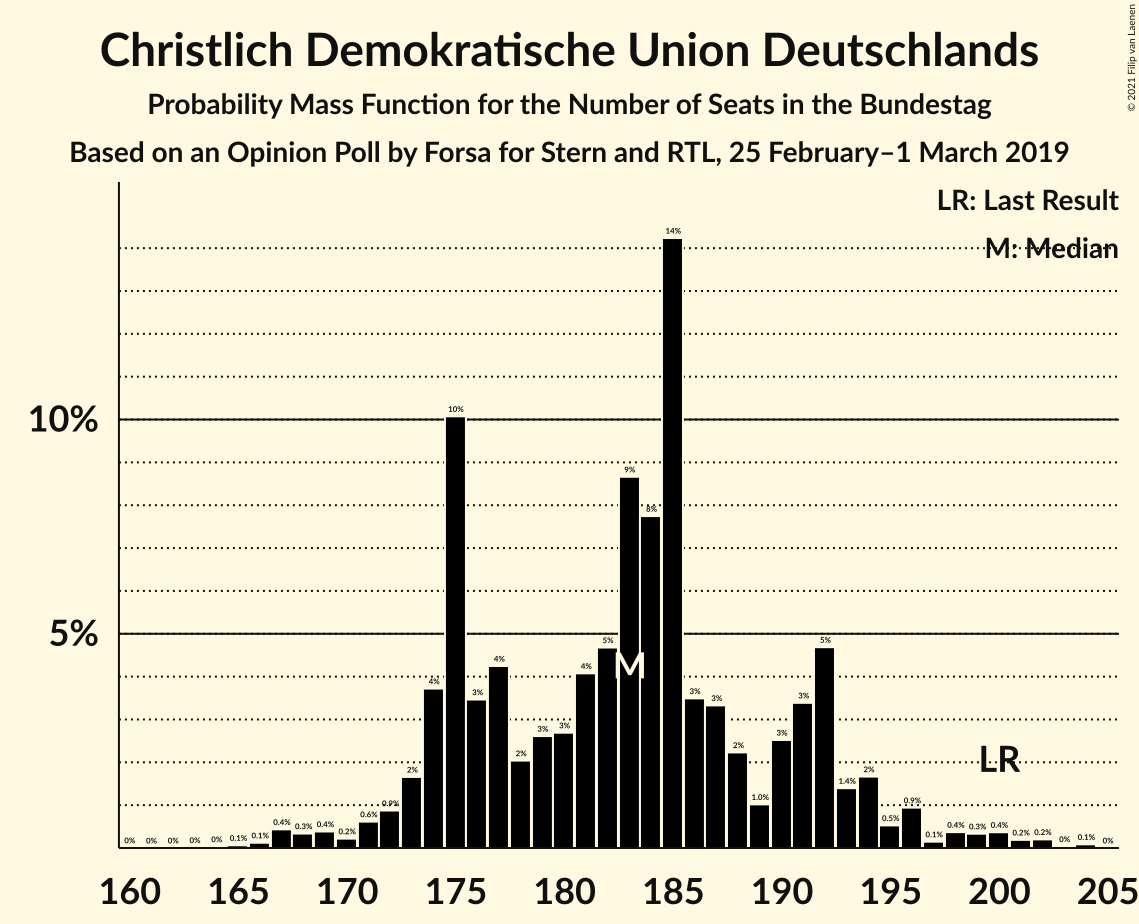 Christlich Demokratische Union Deutschlands
Probability Mass Function for the Number of Seats in the Bundestag
Based on an Opinion Poll by Forsa for Stern and RTL, 25 February–1 March 2019
© 2021 Filip van Laenen
LR: Last Result
M: Median
10%
5%
0% 0% 0% 0% 0% 0.1% 0.1% 0.4% 0.3% 0.4% 0.2% 0.6% 0.9% 2% 4% 10% 3% 4% 2% 3% 3% 4% 5% 9% 8% 14% 3% 3% 2% 1.0% 3% 3% 5% 1.4% 2% 0.5% 0.9% 0.1% 0.4% 0.3% 0.4% 0.2% 0.2% 0% 0.1% 0%
M
LR
160 165 170 175 180 185 190 195 200 205